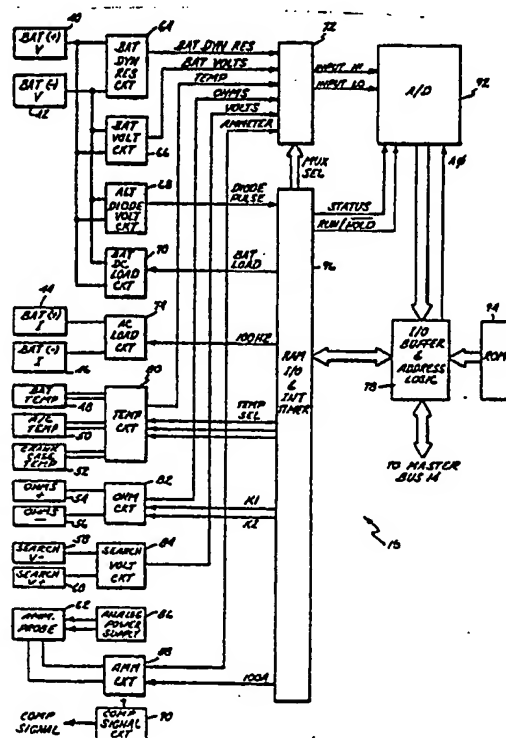 40
BAT (+)
V
BAT (-)
V
42
64
BAT
DYN
RES
CKT
BAT
VOLT
CKT
66
68
ALT
DIODE
VOLT
CKT
70
BAT
DC
LOAD
CKT
44
BAT (+)
I
BAT (-)
I
46
74
AC
LOAD
CKT
80
BAT
TEMP
48
A/C
TEMP
50
CRANK
CASE
TEMP
52
TEMP
CKT
OHMS
+
54
OHMS
—
56
82
OHM
CKT
SEARCH
V-
58
SEARCH
V+
60
84
SEARCH
VOLT
CKT
62
AMM.
PROBE
ANALOG
POWER
SUPPLY
86
88
AMM
CKT
COMP
SIGNAL
COMP
SIGNAL
CKT
90
BAT DYN RES
BAT VOLTS
TEMP
OHMS
VOLTS
AMMETER
DIODE
PULSE
BAT
LOAD
100HZ
TEMP
SEL
K1
K2
100A
72
INPUT HI
INPUT LO
MUX
SEL
STATUS
RUN/HOLD
76
RAM
I/O
&
INT
TIMER
A/D
92
AØ
I/O
BUFFER
&
ADDRESS
LOGIC
78
94
ROM
TO MASTER
BUS 14
15